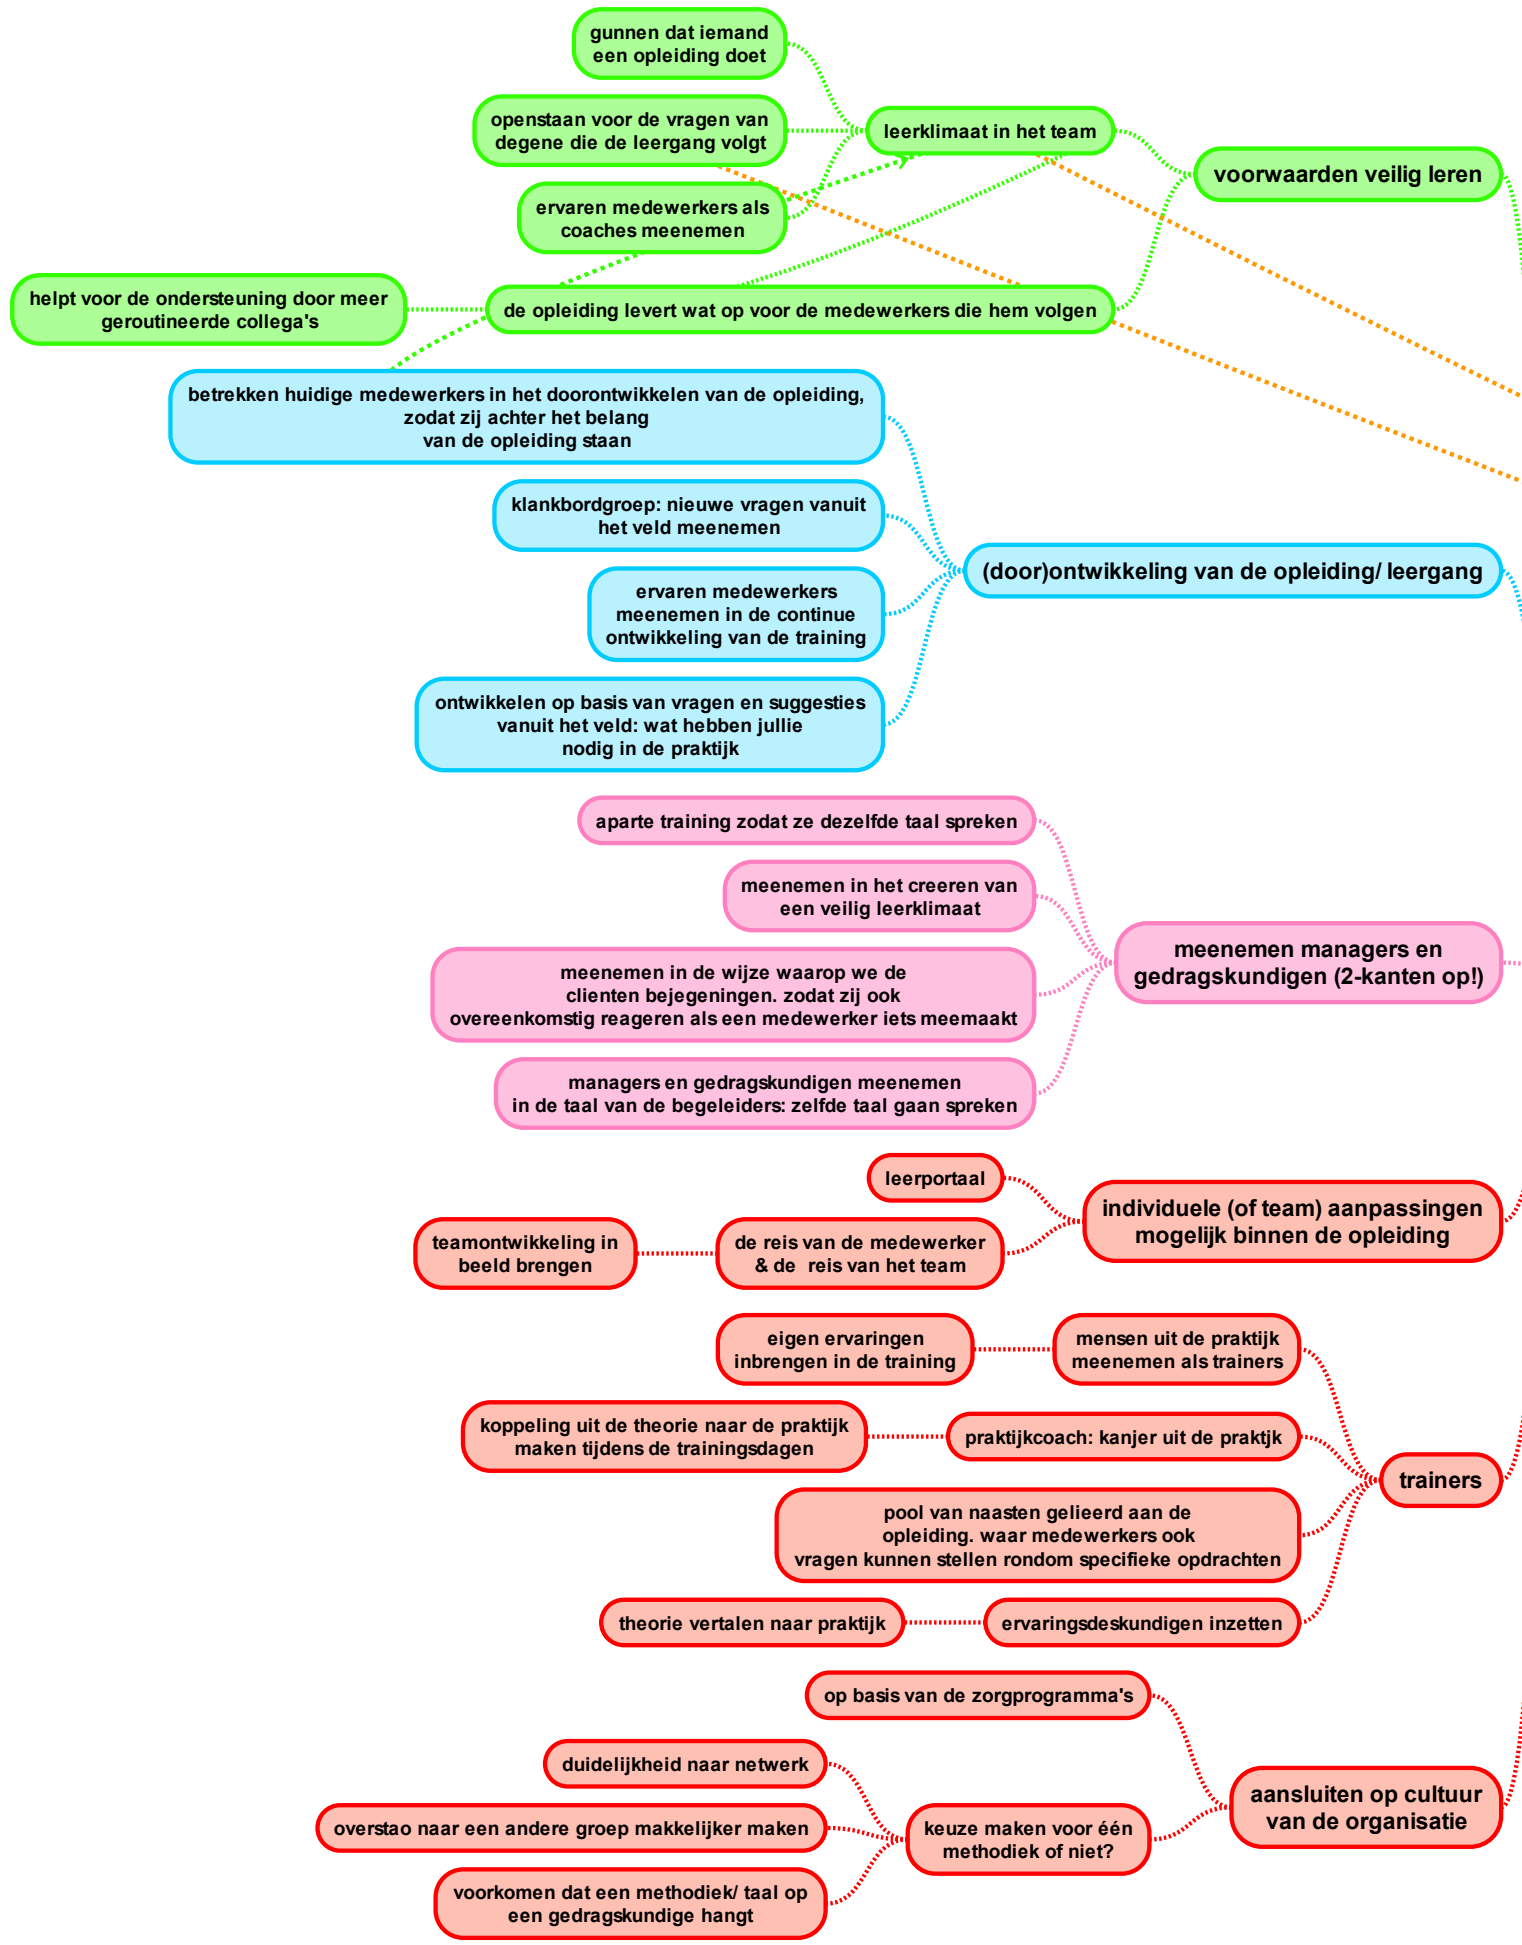 gunnen dat iemand
een opleiding doet
openstaan voor de vragen van
degene die de leergang volgt
leerklimaat in het team
voorwaarden veilig leren
ervaren medewerkers als
coaches meenemen
helpt voor de ondersteuning door meer
geroutineerde collega's
de opleiding levert wat op voor de medewerkers die hem volgen
betrekken huidige medewerkers in het doorontwikkelen van de opleiding,
zodat zij achter het belang
van de opleiding staan
klankbordgroep: nieuwe vragen vanuit
het veld meenemen
(door)ontwikkeling van de opleiding/ leergang
ervaren medewerkers
meenemen in de continue
ontwikkeling van de training
ontwikkelen op basis van vragen en suggesties
vanuit het veld: wat hebben jullie
nodig in de praktijk
aparte training zodat ze dezelfde taal spreken
meenemen in het creeren van
een veilig leerklimaat
meenemen managers en
gedragskundigen (2-kanten op!)
meenemen in de wijze waarop we de
clienten bejegeningen. zodat zij ook
overeenkomstig reageren als een medewerker iets meemaakt
managers en gedragskundigen meenemen
in de taal van de begeleiders: zelfde taal gaan spreken
leerportaal
individuele (of team) aanpassingen
mogelijk binnen de opleiding
teamontwikkeling in
beeld brengen
de reis van de medewerker
& de  reis van het team
eigen ervaringen
inbrengen in de training
mensen uit de praktijk
meenemen als trainers
koppeling uit de theorie naar de praktijk
maken tijdens de trainingsdagen
praktijkcoach: kanjer uit de praktjk
trainers
pool van naasten gelieerd aan de
opleiding. waar medewerkers ook
vragen kunnen stellen rondom specifieke opdrachten
theorie vertalen naar praktijk
ervaringsdeskundigen inzetten
op basis van de zorgprogramma's
duidelijkheid naar netwerk
aansluiten op cultuur
van de organisatie
overstao naar een andere groep makkelijker maken
keuze maken voor één
methodiek of niet?
voorkomen dat een methodiek/ taal op
een gedragskundige hangt